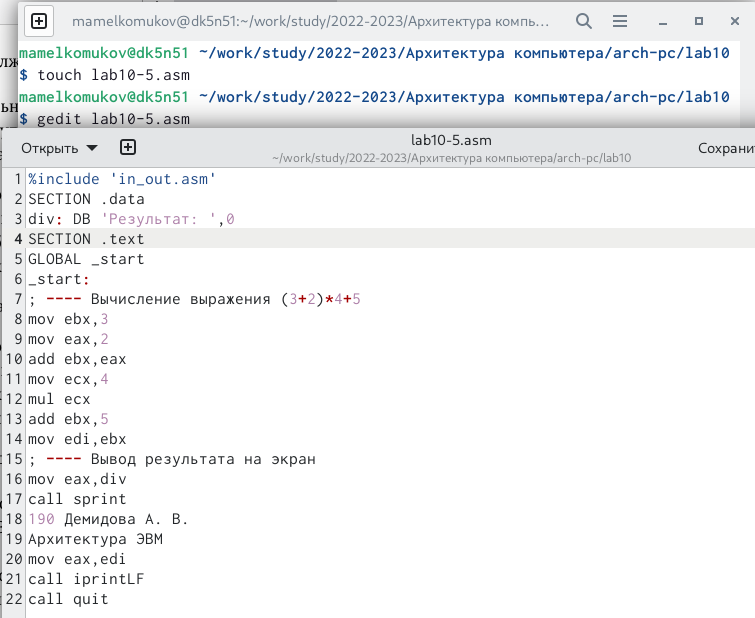 mamelkomukov@dk5n51:~/work/study/2022-2023/Архитектура компь…
mamelkomukov@dk5n51 ~/work/study/2022-2023/Архитектура компьютера/arch-pc/lab10
$ touch lab10-5.asm
mamelkomukov@dk5n51 ~/work/study/2022-2023/Архитектура компьютера/arch-pc/lab10
$ gedit lab10-5.asm
Открыть
lab10-5.asm
~/work/study/2022-2023/Архитектура компьютера/arch-pc/lab10
Сохрани
1 %include 'in_out.asm'
2 SECTION .data
3 div: DB 'Результат: ',0
4 SECTION .text
5 GLOBAL _start
6 _start:
7 ; ---- Вычисление выражения (3+2)*4+5
8 mov ebx,3
9 mov eax,2
10 add ebx,eax
11 mov ecx,4
12 mul ecx
13 add ebx,5
14 mov edi,ebx
15 ; ---- Вывод результата на экран
16 mov eax,div
17 call sprint
18 190 Демидова А. В.
19 Архитектура ЭВМ
20 mov eax,edi
21 call iprintLF
22 call quit